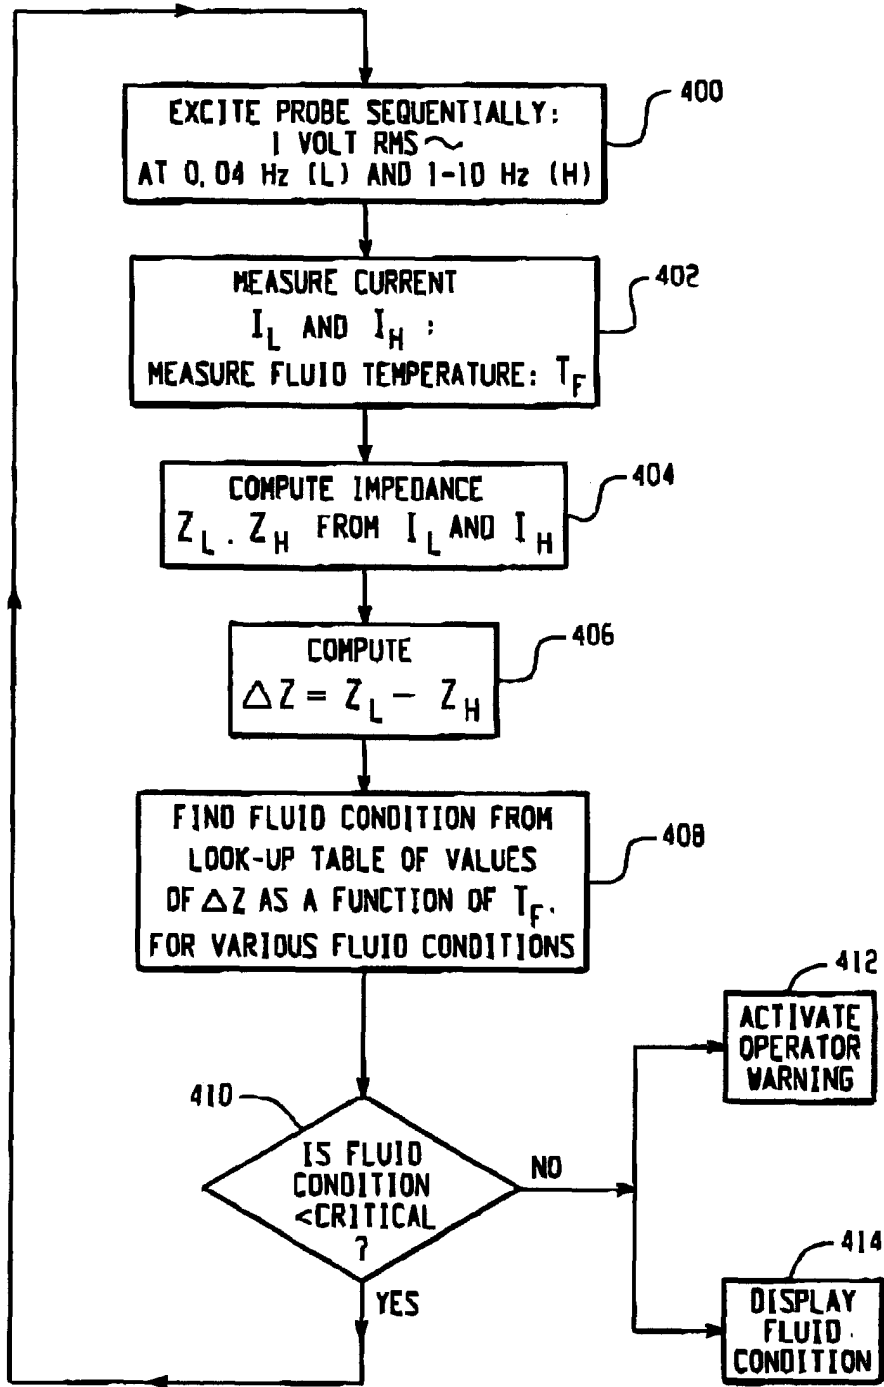 400
EXCITE PROBE SEQUENTIALLY:
1 VOLT RMS ~
AT 0.04 Hz (L) AND 1-10 Hz (H)
402
MEASURE CURRENT
I_L AND I_H :
MEASURE FLUID TEMPERATURE: T_F
404
COMPUTE IMPEDANCE
Z_L . Z_H FROM I_L AND I_H
406
COMPUTE
△Z = Z_L - Z_H
408
FIND FLUID CONDITION FROM
LOOK-UP TABLE OF VALUES
OF △Z AS A FUNCTION OF T_F.
FOR VARIOUS FLUID CONDITIONS
410
IS FLUID
CONDITION
<CRITICAL
?
NO
YES
412
ACTIVATE
OPERATOR
WARNING
414
DISPLAY
FLUID
CONDITION